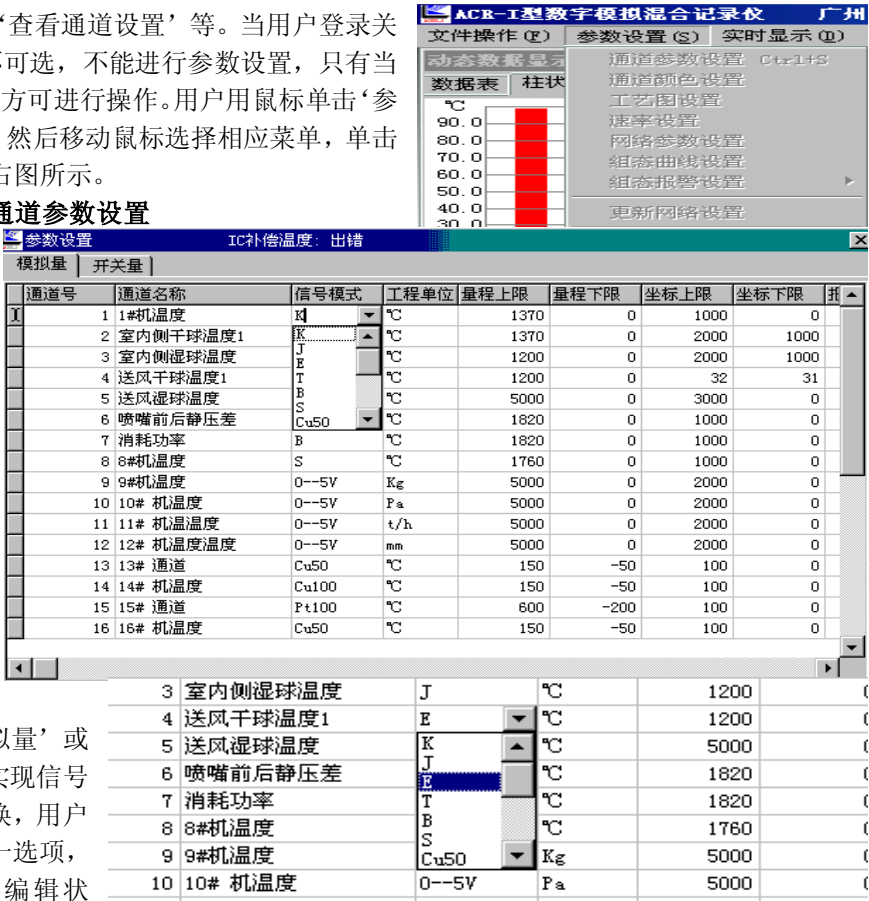 ‘查看通道设置’等。当用户登录关
可选，不能进行参数设置，只有当
方可进行操作。用户用鼠标单击‘参
，然后移动鼠标选择相应菜单，单击
右图所示。
通道参数设置
ACR-I型数字模拟混合记录仪 广州
文件操作(F) 参数设置(S) 实时显示(D)
动态数据显示
数据表 柱状
℃
90.0
80.0
70.0
60.0
50.0
40.0
30.0
通道参数设置 Ctrl+S
通道颜色设置
工艺图设置
速率设置
网络参数设置
组态曲线设置
组态报警设置
更新网络设置
参数设置 IC补偿温度: 出错
模拟量 开关量
通道号 通道名称 信号模式 工程单位 量程上限 量程下限 坐标上限 坐标下限
1 1#机温度 K ℃ 1370 0 1000 0
2 室内侧干球温度1 K ℃ 1370 0 2000 1000
3 室内侧湿球温度 J ℃ 1200 0 2000 1000
E
4 送风干球温度1 T ℃ 1200 0 32 31
5 送风湿球温度 B ℃ 5000 0 3000 0
S
6 喷嘴前后静压差 Cu50 ℃ 1820 0 1000 0
7 消耗功率 B ℃ 1820 0 1000 0
8 8#机温度 S ℃ 1760 0 1000 0
9 9#机温度 0--5V Kg 5000 0 2000 0
10 10# 机温度 0--5V Pa 5000 0 2000 0
11 11# 机温温度 0--5V t/h 5000 0 2000 0
12 12# 机温度温度 0--5V mm 5000 0 2000 0
13 13# 通道 Cu50 ℃ 150 -50 100 0
14 14# 机温度 Cu100 ℃ 150 -50 100 0
15 15# 通道 Pt100 ℃ 600 -200 100 0
16 16# 机温度 Cu50 ℃ 150 -50 100 0
拟量’或
实现信号
换，用户
一选项，
编辑状
3 室内侧湿球温度 J ℃ 1200 0
4 送风干球温度1 E ℃ 1200 0
5 送风湿球温度 K ℃ 5000 0
J
6 喷嘴前后静压差 E ℃ 1820 0
7 消耗功率 T ℃ 1820 0
8 8#机温度 B ℃ 1760 0
S
9 9#机温度 Cu50 Kg 5000 0
10 10# 机温度 0--5V Pa 5000 0